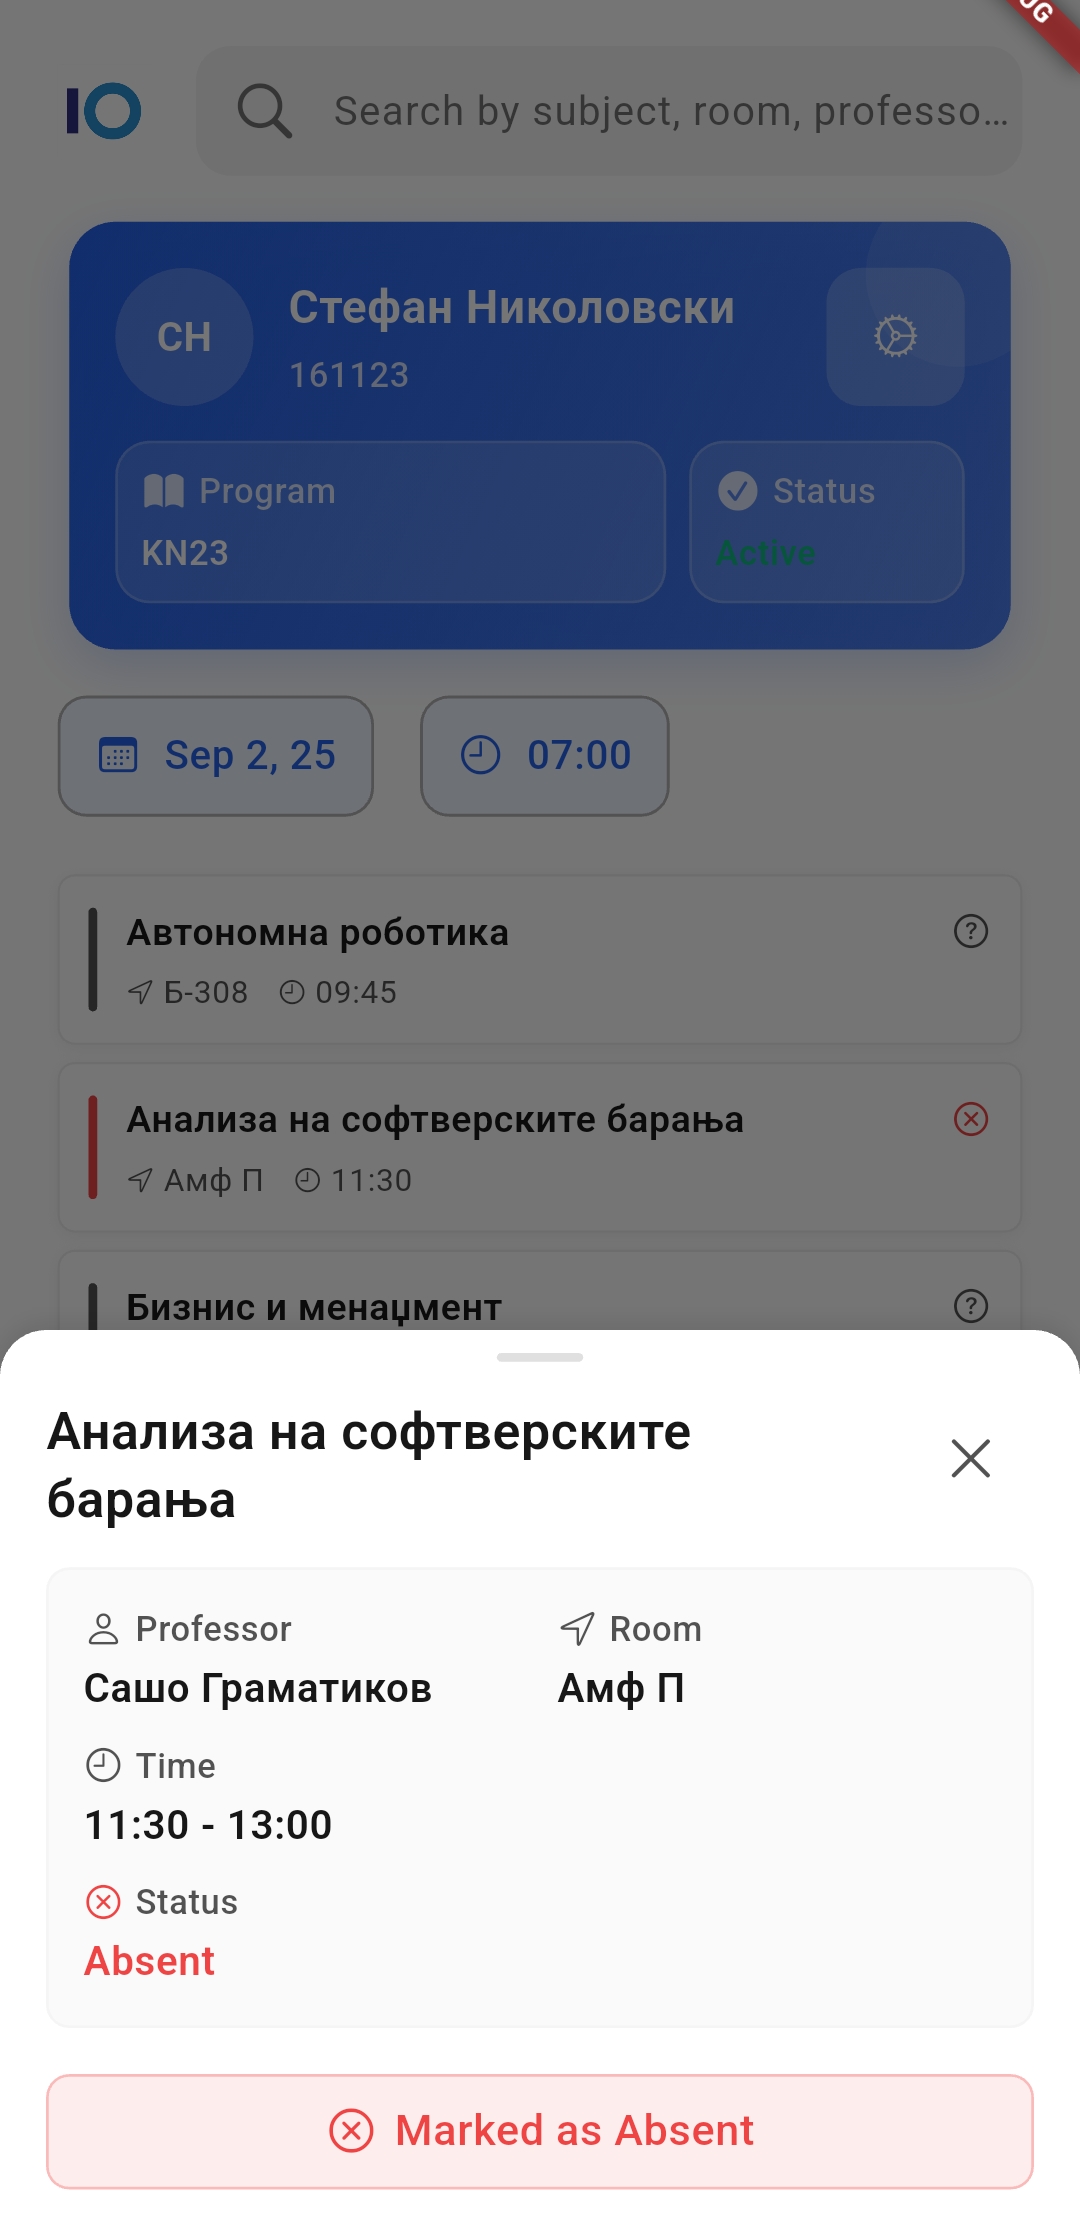 UG
IO
Search by subject, room, professo...
СН
Стефан Николовски
161123
Program
KN23
Status
Active
Sep 2, 25
07:00
Автономна роботика
Б-308 09:45
Анализа на софтверските барања
Амф П 11:30
Бизнис и менаџмент
Анализа на софтверските
барања
Professor
Сашо Граматиков
Room
Амф П
Time
11:30 - 13:00
Status
Absent
Marked as Absent